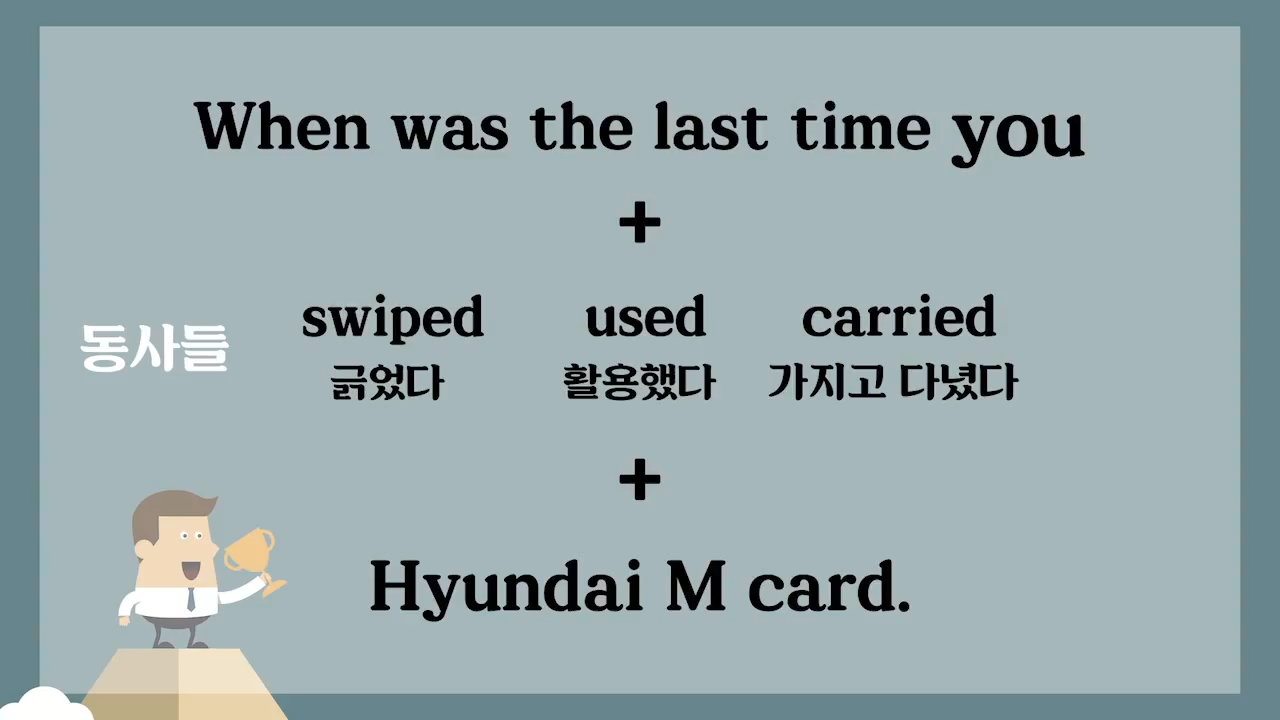 When was the last time you
+
swiped used carried
동사들
긁었다 활용했다 가지고 다녔다
+
Hyundai M card.